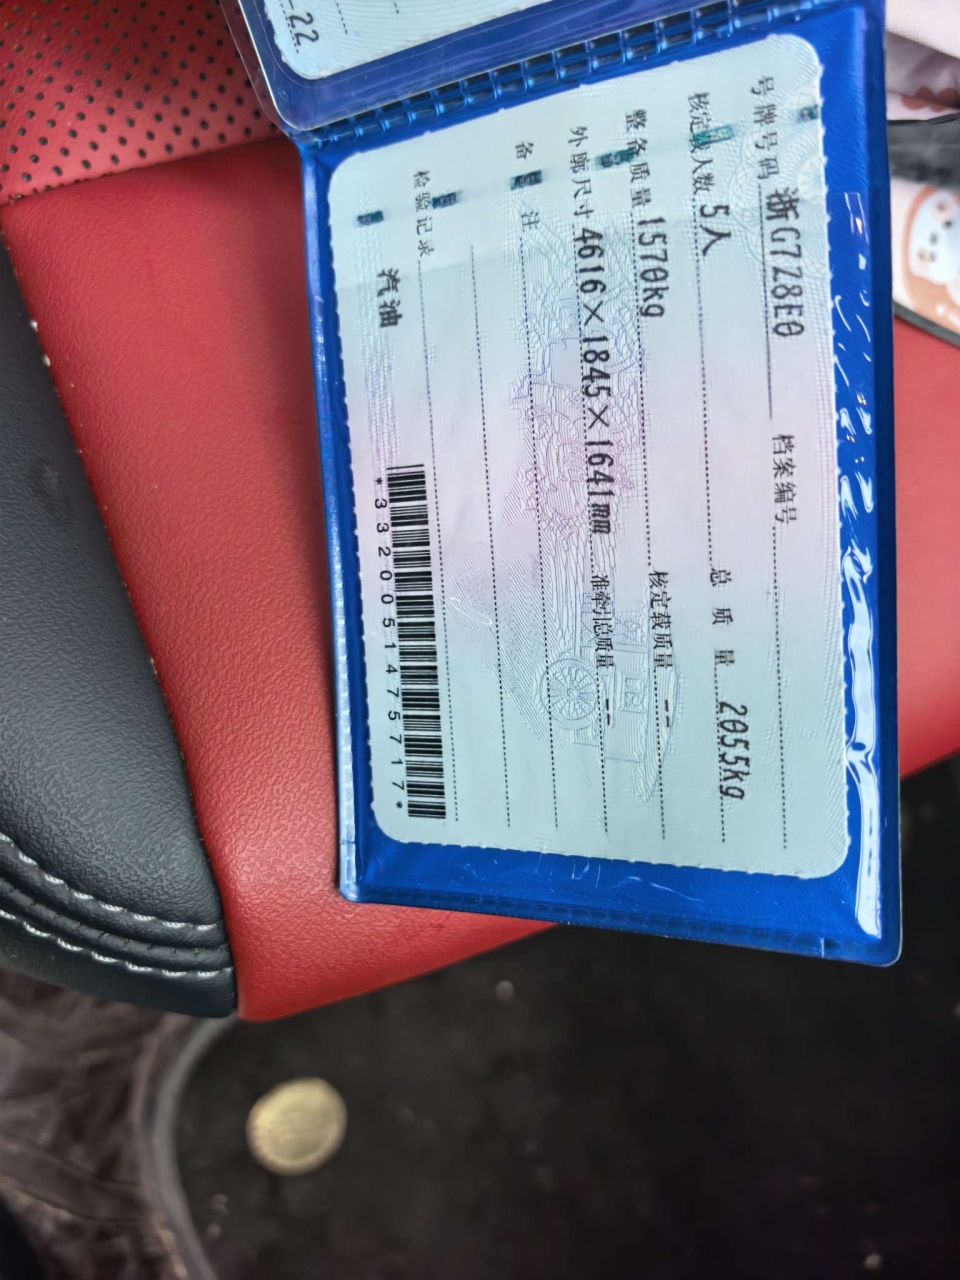 -22
号牌号码 浙G7Z8E0 档案编号
核定载人数 5人 总质量 2055kg
整备质量 1570kg 核定载质量 --
外廓尺寸 4616×1845×1641mm 准牵引总质量 --
备注
检验记录
汽油
*3320051475717*